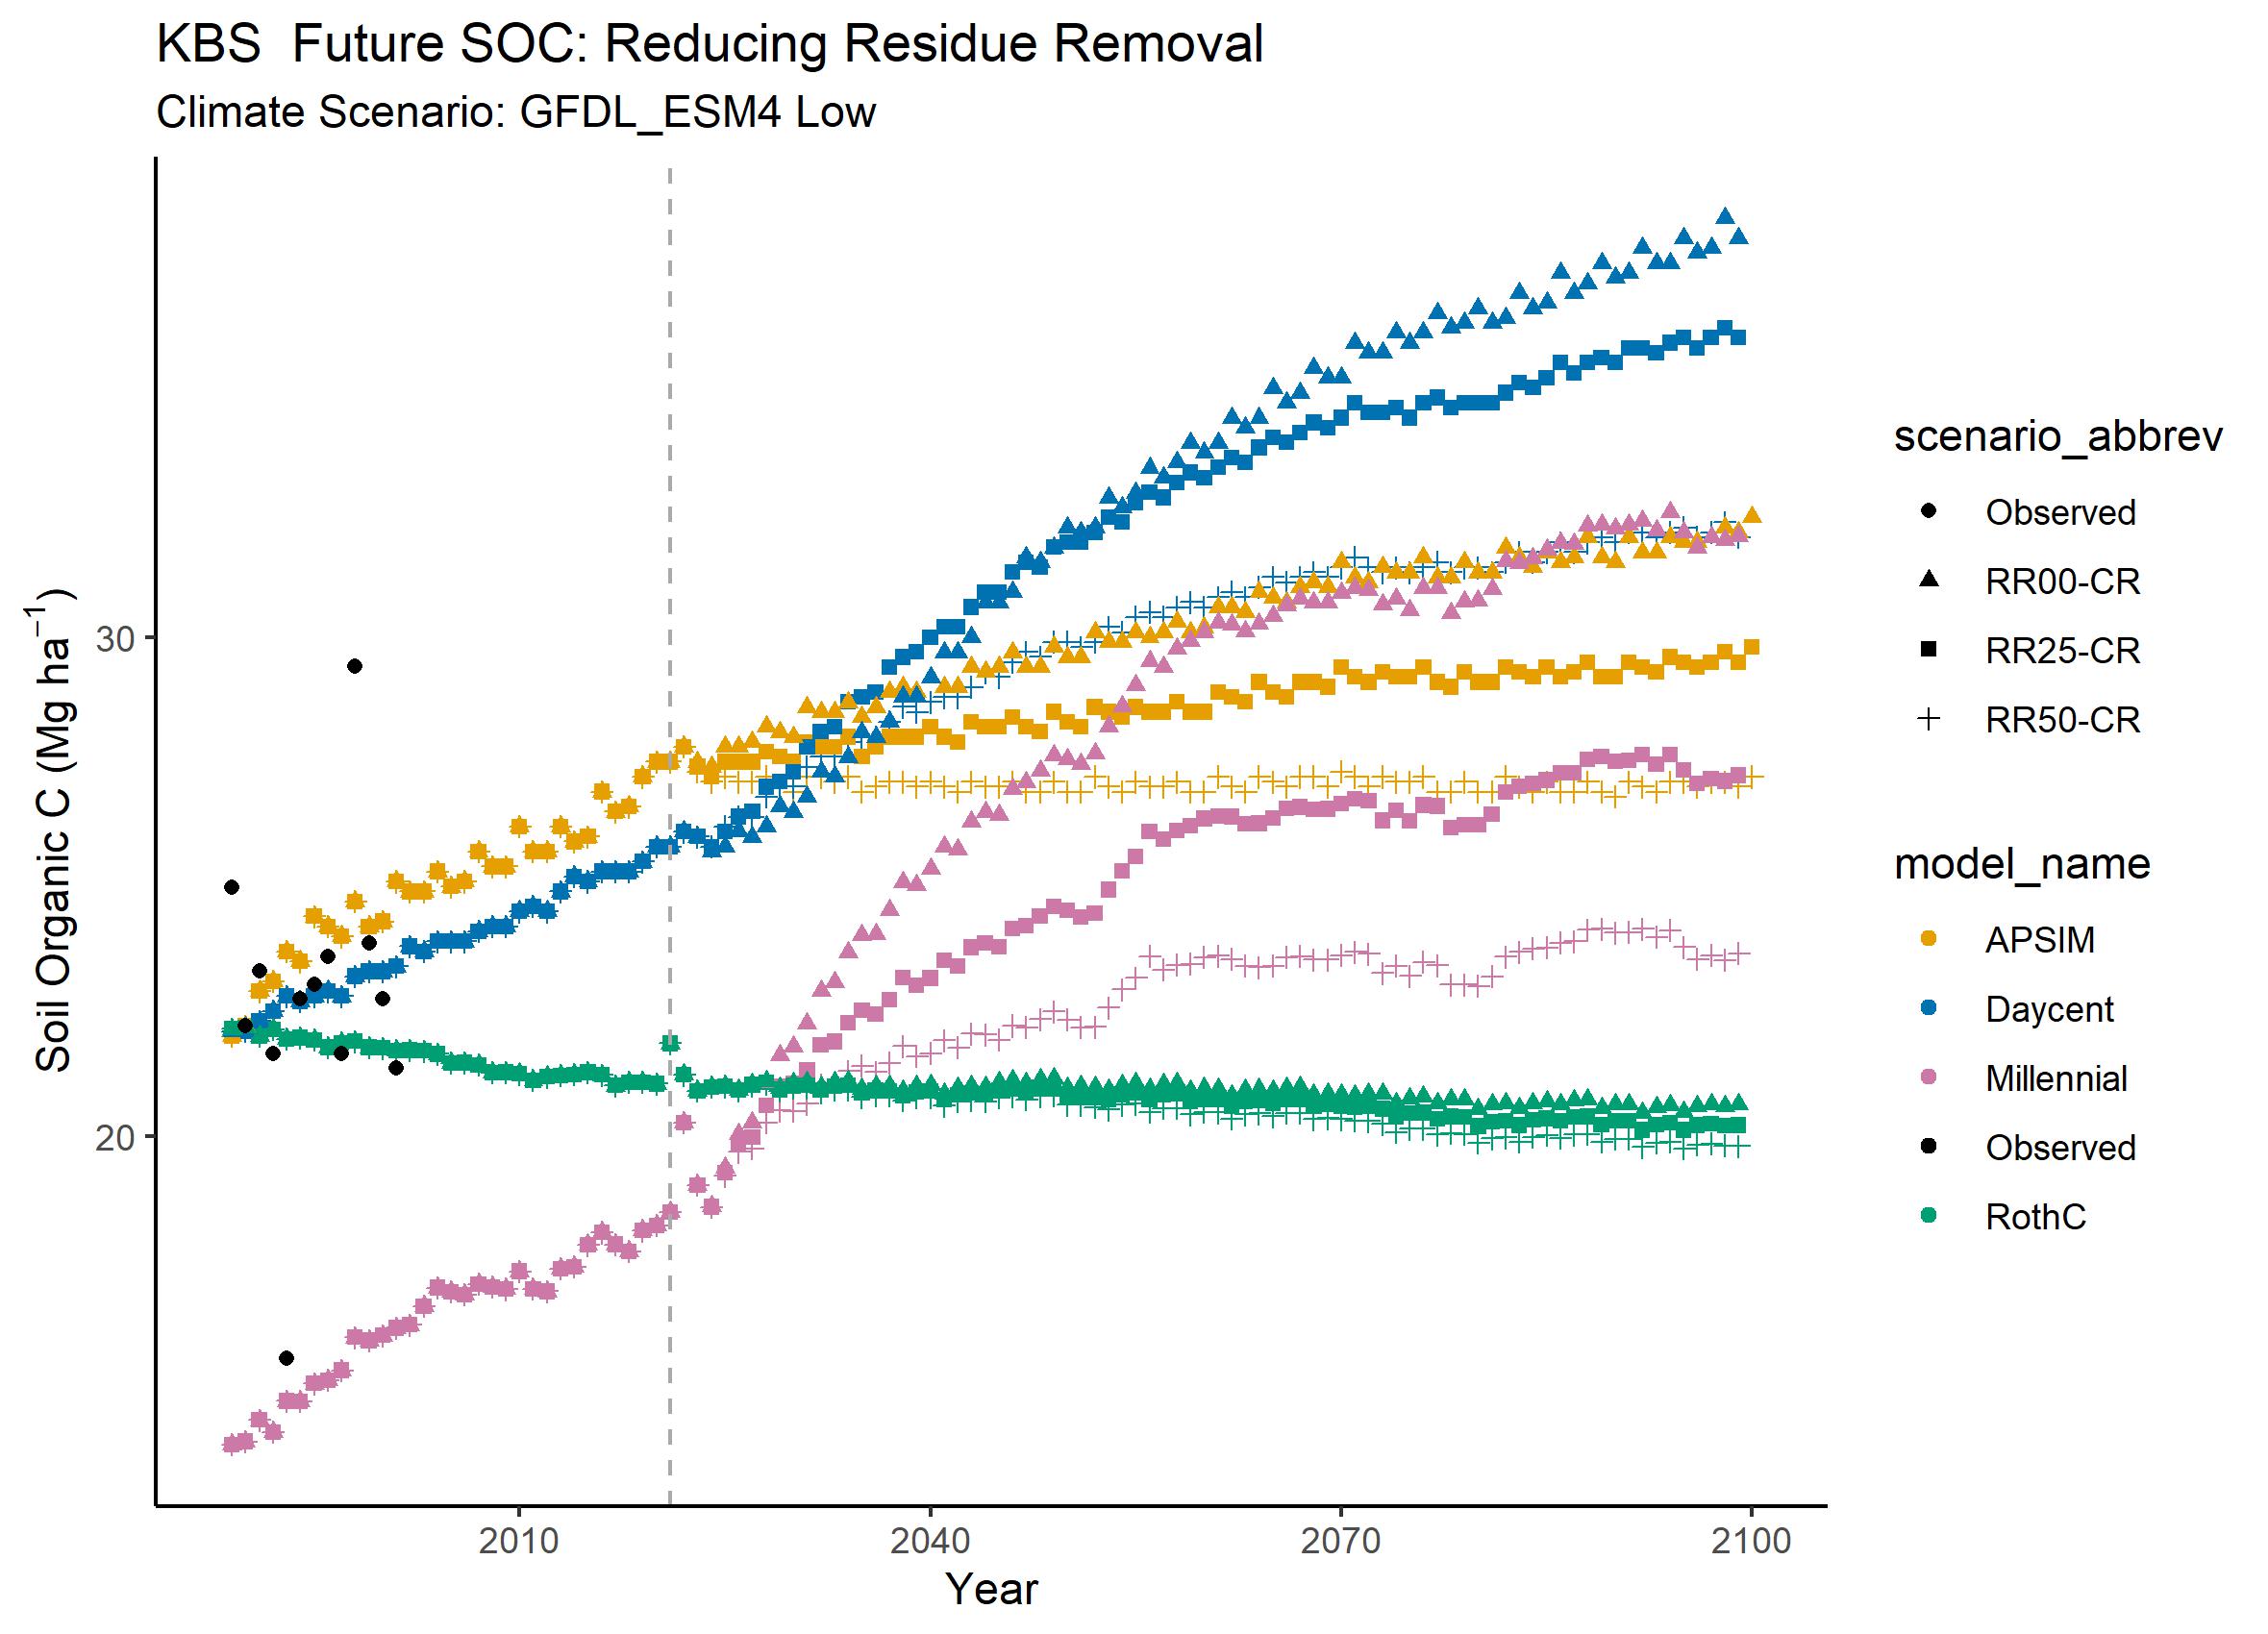 KBS  Future SOC: Reducing Residue Removal
Climate Scenario: GFDL_ESM4 Low
Soil Organic C (Mg ha⁻¹)
30
20
2010
2040
2070
2100
Year
scenario_abbrev
Observed
RR00-CR
RR25-CR
RR50-CR
model_name
APSIM
Daycent
Millennial
Observed
RothC